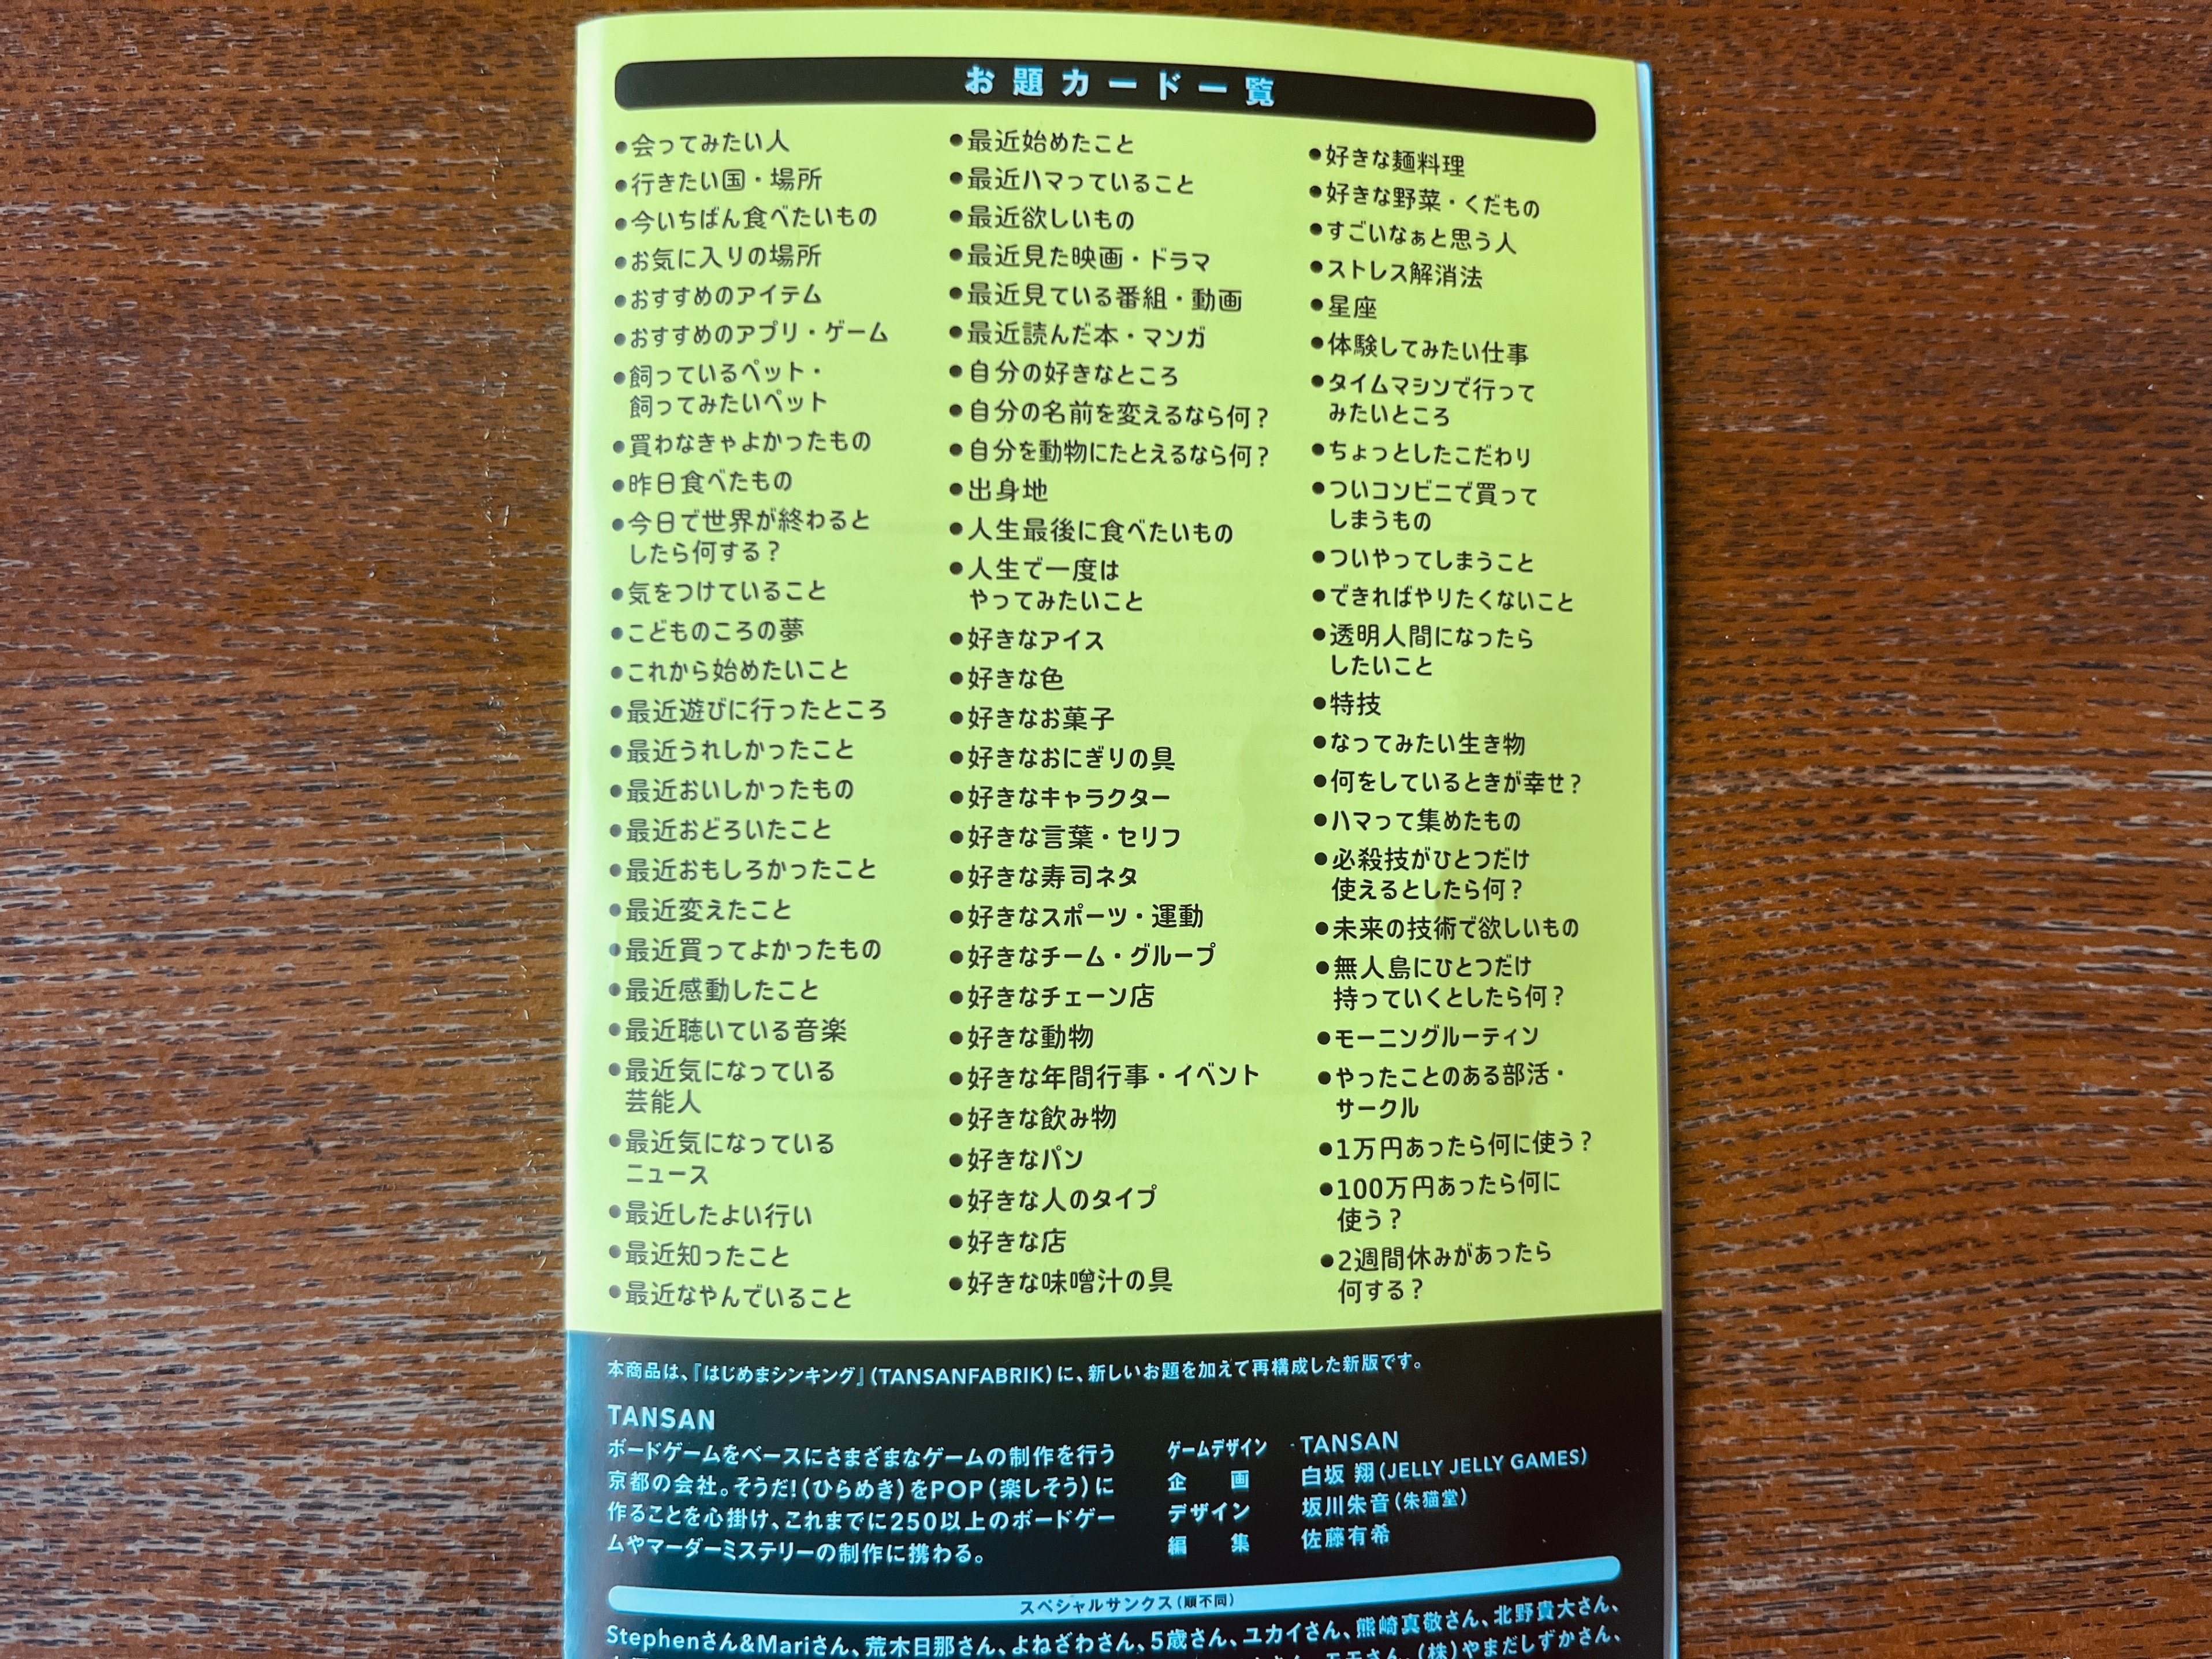 お題カード一覧
●会ってみたい人
●行きたい国・場所
●今いちばん食べたいもの
●お気に入りの場所
●おすすめのアイテム
●おすすめのアプリ・ゲーム
●飼っているペット・
飼ってみたいペット
●買わなきゃよかったもの
●昨日食べたもの
●今日で世界が終わると
したら何する？
●気をつけていること
●こどものころの夢
●これから始めたいこと
●最近遊びに行ったところ
●最近うれしかったこと
●最近おいしかったもの
●最近おどろいたこと
●最近おもしろかったこと
●最近変えたこと
●最近買ってよかったもの
●最近感動したこと
●最近聴いている音楽
●最近気になっている
芸能人
●最近気になっている
ニュース
●最近したよい行い
●最近知ったこと
●最近なやんでいること
●最近始めたこと
●最近ハマっていること
●最近欲しいもの
●最近見た映画・ドラマ
●最近見ている番組・動画
●最近読んだ本・マンガ
●自分の好きなところ
●自分の名前を変えるなら何？
●自分を動物にたとえるなら何？
●出身地
●人生最後に食べたいもの
●人生で一度は
やってみたいこと
●好きなアイス
●好きな色
●好きなお菓子
●好きなおにぎりの具
●好きなキャラクター
●好きな言葉・セリフ
●好きな寿司ネタ
●好きなスポーツ・運動
●好きなチーム・グループ
●好きなチェーン店
●好きな動物
●好きな年間行事・イベント
●好きな飲み物
●好きなパン
●好きな人のタイプ
●好きな店
●好きな味噌汁の具
●好きな麺料理
●好きな野菜・くだもの
●すごいなぁと思う人
●ストレス解消法
●星座
●体験してみたい仕事
●タイムマシンで行って
みたいところ
●ちょっとしたこだわり
●ついコンビニで買って
しまうもの
●ついやってしまうこと
●できればやりたくないこと
●透明人間になったら
したいこと
●特技
●なってみたい生き物
●何をしているときが幸せ？
●ハマって集めたもの
●必殺技がひとつだけ
使えるとしたら何？
●未来の技術で欲しいもの
●無人島にひとつだけ
持っていくとしたら何？
●モーニングルーティン
●やったことのある部活・
サークル
●1万円あったら何に使う？
●100万円あったら何に
使う？
●2週間休みがあったら
何する？
本商品は、『はじめまシンキング』（TANSANFABRIK）に、新しいお題を加えて再構成した新版です。
TANSAN
ボードゲームをベースにさまざまなゲームの制作を行う
京都の会社。そうだ！（ひらめき）をPOP（楽しそう）に
作ることを心掛け、これまでに250以上のボードゲー
ムやマーダーミステリーの制作に携わる。
ゲームデザイン TANSAN
企画 白坂 翔（JELLY JELLY GAMES）
デザイン 坂川朱音（朱猫堂）
編集 佐藤有希
スペシャルサンクス（順不同）
Stephenさん&Mariさん、荒木日那さん、よねざわさん、5歳さん、ユカイさん、熊崎真敬さん、北野貴大さん、
（株）やまだしずかさん、